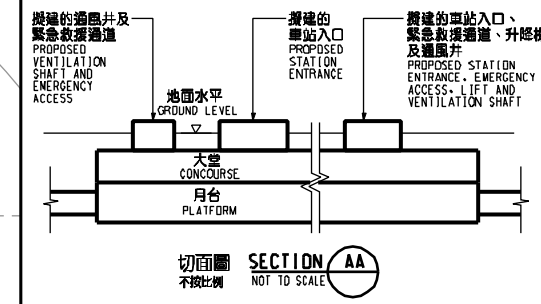 擬建的通風井及
緊急救援通道
PROPOSED
VENTILATION
SHAFT AND
EMERGENCY
ACCESS
擬建的
車站入口
PROPOSED
STATION
ENTRANCE
擬建的車站入口、
緊急救援通道、升降機
及通風井
PROPOSED STATION
ENTRANCE, EMERGENCY
ACCESS, LIFT AND
VENTILATION SHAFT
地面水平
GROUND LEVEL
大堂
CONCOURSE
月台
PLATFORM
切面圖 SECTION AA
不按比例 NOT TO SCALE